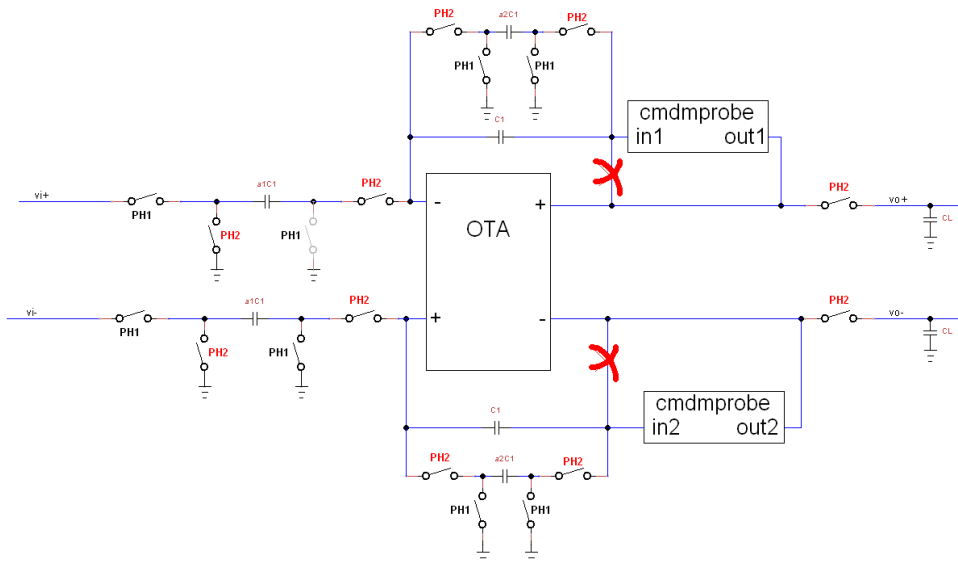 PH2
a2C1
PH2
PH1
PH1
cmdmprobe
in1 out1
C1
vi+
PH1
a1C1
PH2
PH2
PH1
-
+
OTA
PH2
vo+
CL
vi-
PH1
a1C1
PH2
PH2
PH1
+
-
PH2
vo-
CL
cmdmprobe
in2 out2
C1
PH2
a2C1
PH2
PH1
PH1